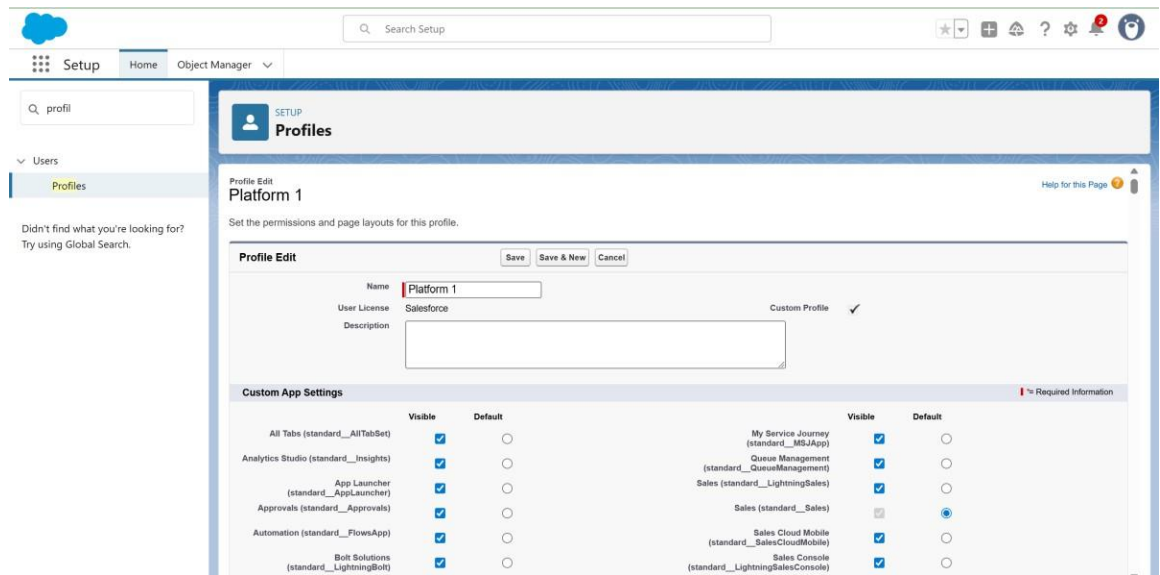 Search Setup
2
Setup
Home
Object Manager
profil
Users
Profiles
Didn't find what you're looking for?
Try using Global Search.
SETUP
Profiles
Profile Edit
Platform 1
Help for this Page
Set the permissions and page layouts for this profile.
Profile Edit
Save
Save & New
Cancel
Name
Platform 1
User License
Salesforce
Custom Profile
Description
Custom App Settings
= Required Information
Visible
Default
Visible
Default
All Tabs (standard__AllTabSet)
My Service Journey
(standard__MSJApp)
Analytics Studio (standard__Insights)
Queue Management
(standard__QueueManagement)
App Launcher
(standard__AppLauncher)
Sales (standard__LightningSales)
Approvals (standard__Approvals)
Sales (standard__Sales)
Automation (standard__FlowsApp)
Sales Cloud Mobile
(standard__SalesCloudMobile)
Bolt Solutions
(standard__LightningBolt)
Sales Console
(standard__LightningSalesConsole)